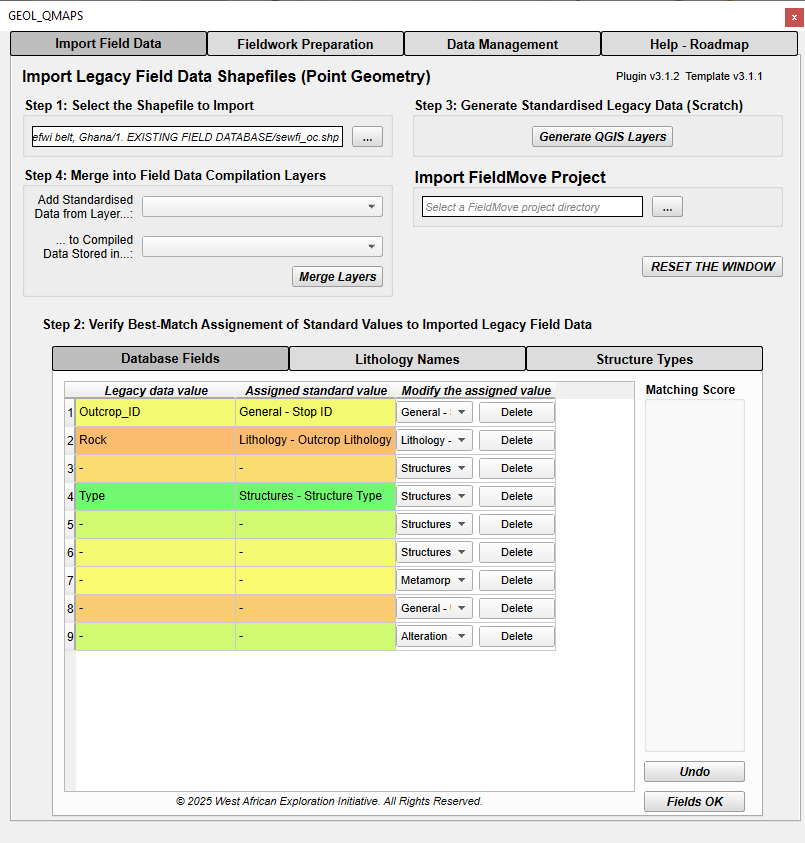 GEOL_QMAPS
x
Import Field Data
Fieldwork Preparation
Data Management
Help - Roadmap
Import Legacy Field Data Shapefiles (Point Geometry)
Plugin v3.1.2 Template v3.1.1
Step 1: Select the Shapefile to Import
efwi belt, Ghana/1. EXISTING FIELD DATABASE/sewfi_oc.shp
...
Step 3: Generate Standardised Legacy Data (Scratch)
Generate QGIS Layers
Step 4: Merge into Field Data Compilation Layers
Add Standardised
Data from Layer...:
... to Compiled
Data Stored in...:
Merge Layers
Import FieldMove Project
Select a FieldMove project directory
...
RESET THE WINDOW
Step 2: Verify Best-Match Assignement of Standard Values to Imported Legacy Field Data
Database Fields
Lithology Names
Structure Types
Legacy data value Assigned standard value Modify the assigned value
Matching Score
1 Outcrop_ID General - Stop ID General - Delete
2 Rock Lithology - Outcrop Lithology Lithology - Delete
3 - - Structures Delete
4 Type Structures - Structure Type Structures Delete
5 - - Structures Delete
6 - - Structures Delete
7 - - Metamorp Delete
8 - - General - Delete
9 - - Alteration Delete
Undo
Fields OK
© 2025 West African Exploration Initiative. All Rights Reserved.